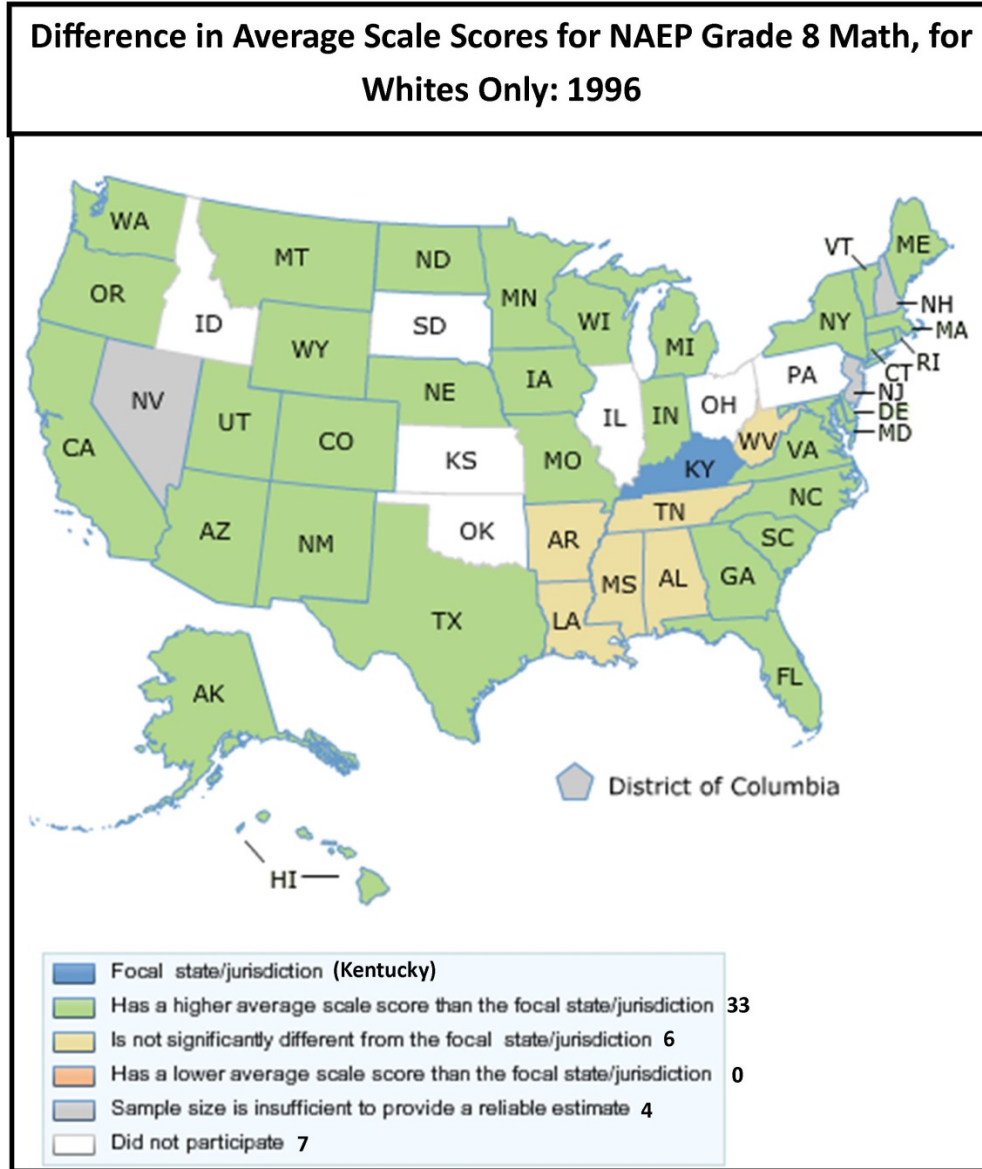 Difference in Average Scale Scores for NAEP Grade 8 Math, for
Whites Only: 1996
WA
MT
ND
MN
VT
ME
OR
ID
SD
WI
MI
NY
NH
MA
WY
RI
CT
NE
IA
PA
NJ
NV
UT
CO
IL
IN
OH
DE
MD
CA
KS
MO
WV
VA
KY
AZ
NM
OK
AR
TN
NC
SC
MS
AL
GA
TX
LA
FL
AK
District of Columbia
HI
Focal state/jurisdiction (Kentucky)
Has a higher average scale score than the focal state/jurisdiction 33
Is not significantly different from the focal state/jurisdiction 6
Has a lower average scale score than the focal state/jurisdiction 0
Sample size is insufficient to provide a reliable estimate 4
Did not participate 7